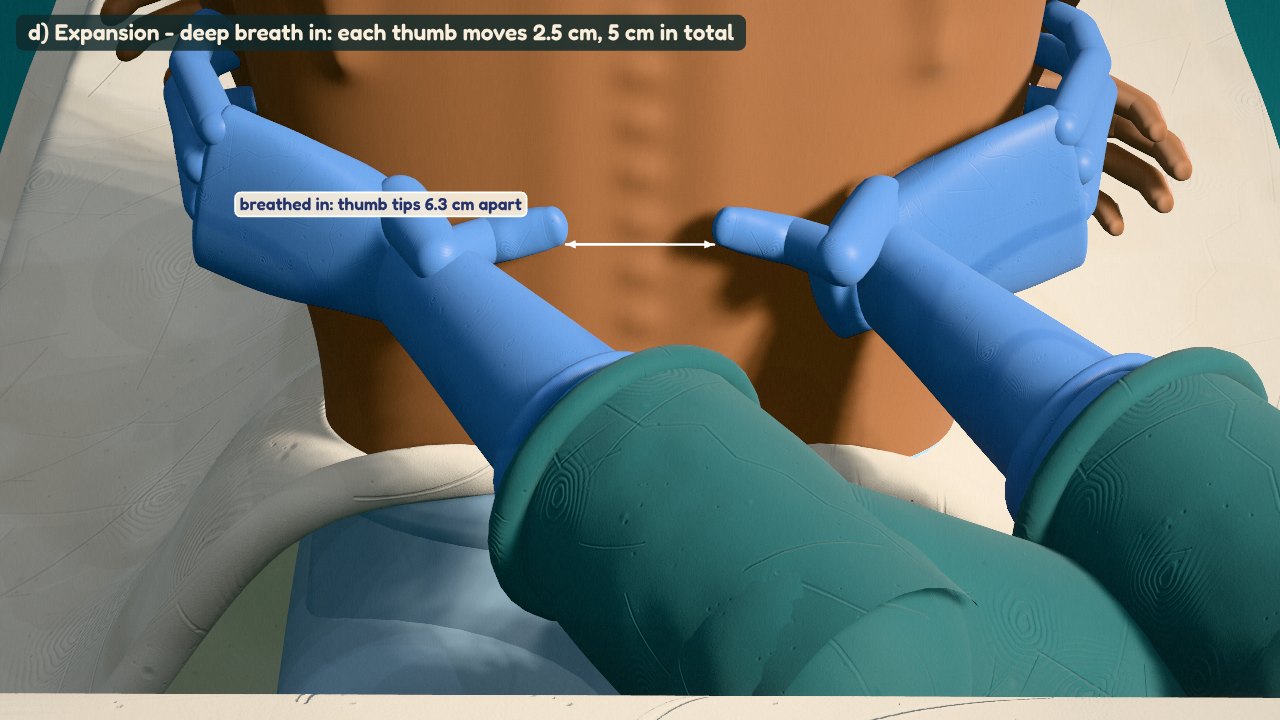 d) Expansion - deep breath in: each thumb moves 2.5 cm, 5 cm in total
breathed in: thumb tips 6.3 cm apart